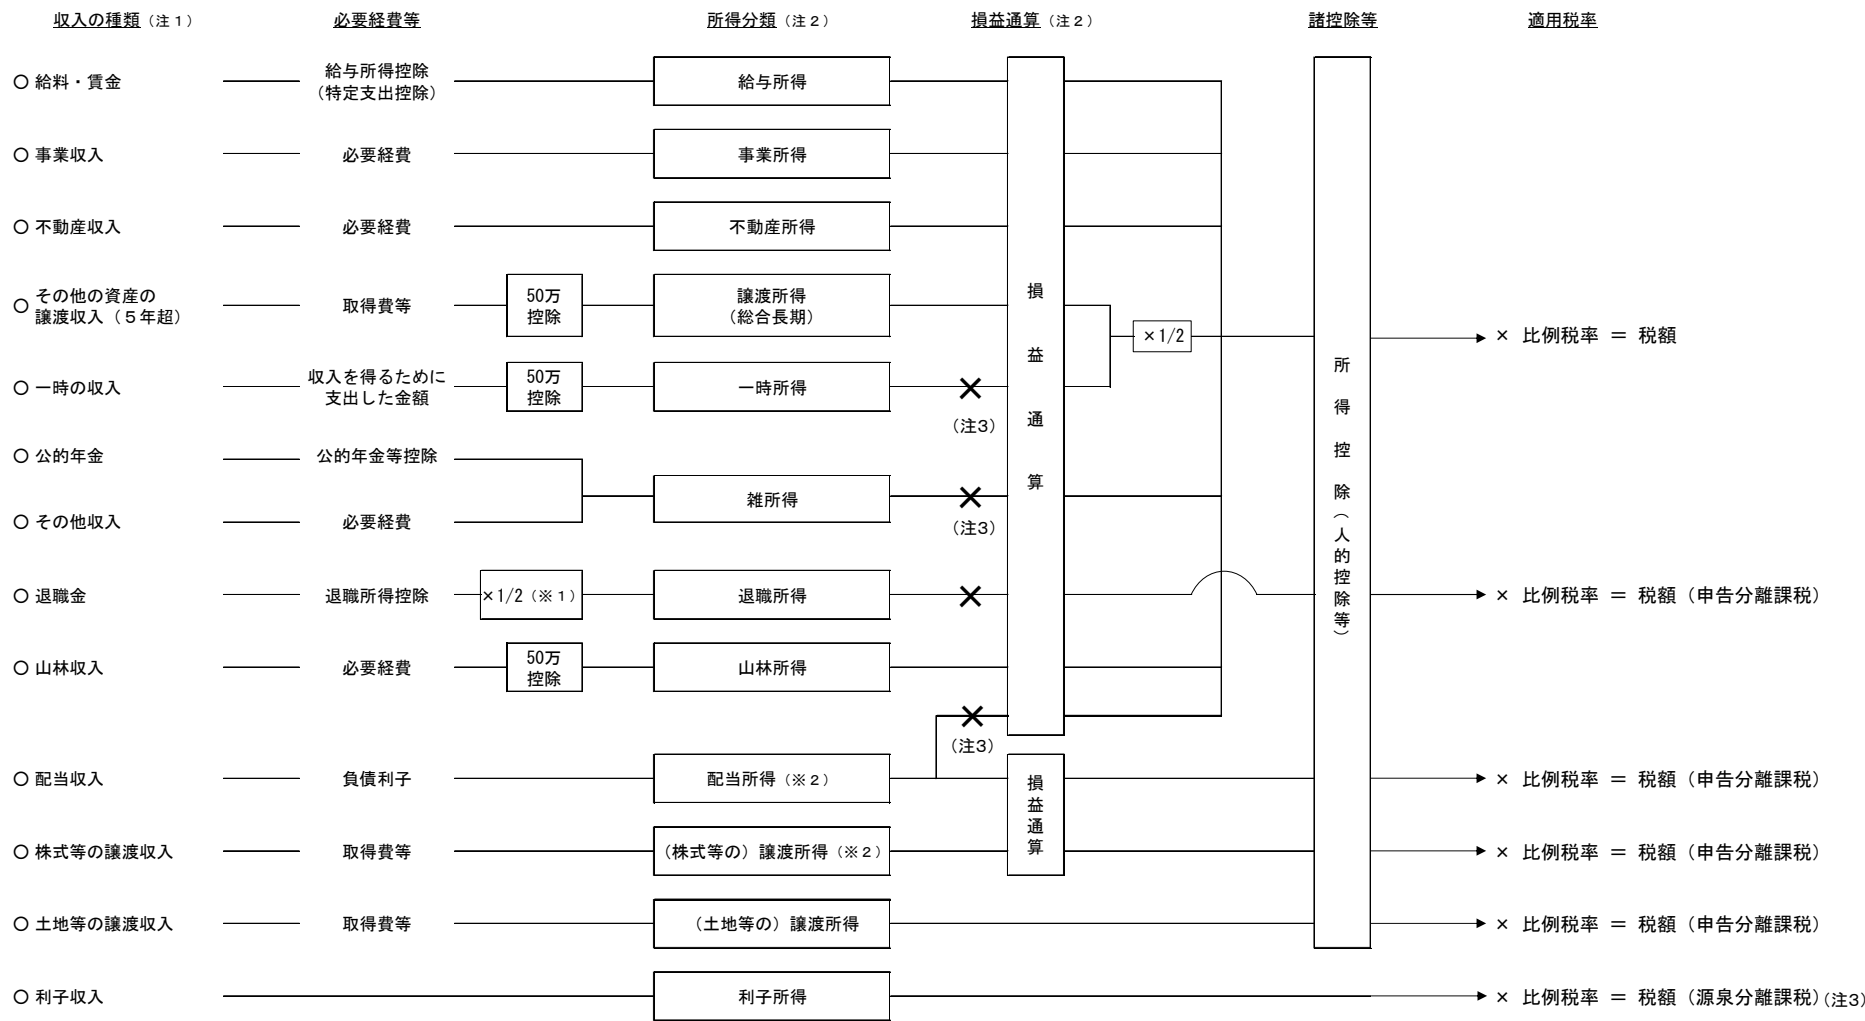 収入の種類（注１） 必要経費等 所得分類（注２） 損益通算（注２） 諸控除等 適用税率
○ 給料・賃金 給与所得控除 給与所得
（特定支出控除）
○ 事業収入 必要経費 事業所得
○ 不動産収入 必要経費 不動産所得
○ その他の資産の 取得費等 50万 譲渡所得
譲渡収入（５年超） 控除 （総合長期）
×1/2
× 比例税率 ＝ 税額
○ 一時の収入 収入を得るために 50万 一時所得
支出した金額 控除
（注3）
○ 公的年金 公的年金等控除
雑所得
○ その他収入 必要経費 （注3）
○ 退職金 退職所得控除 ×1/2（※１） 退職所得 × 比例税率 ＝ 税額（申告分離課税）
○ 山林収入 必要経費 50万 山林所得
控除
（注3）
損益通算
所得控除（人的控除等）
○ 配当収入 負債利子 配当所得（※２） × 比例税率 ＝ 税額（申告分離課税）
損益通算
○ 株式等の譲渡収入 取得費等 （株式等の）譲渡所得（※２） × 比例税率 ＝ 税額（申告分離課税）
○ 土地等の譲渡収入 取得費等 （土地等の）譲渡所得 × 比例税率 ＝ 税額（申告分離課税）
○ 利子収入 利子所得 × 比例税率 ＝ 税額（源泉分離課税）（注3）